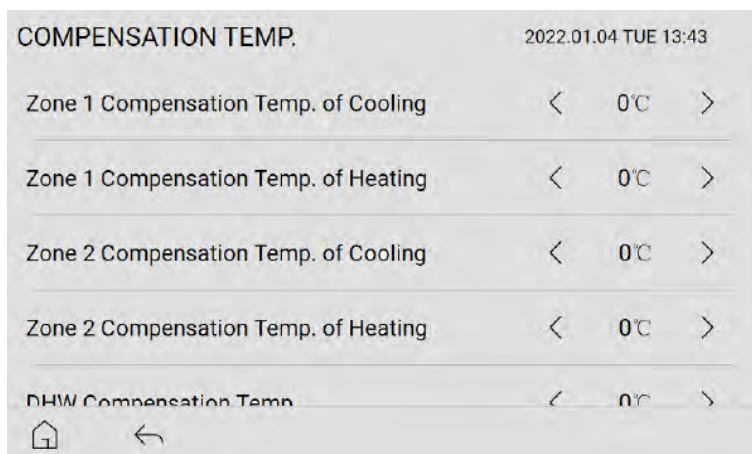 COMPENSATION TEMP. 2022.01.04 TUE 13:43
Zone 1 Compensation Temp. of Cooling < 0℃ >
Zone 1 Compensation Temp. of Heating < 0℃ >
Zone 2 Compensation Temp. of Cooling < 0℃ >
Zone 2 Compensation Temp. of Heating < 0℃ >
DHW Compensation Temp < 0℃ >